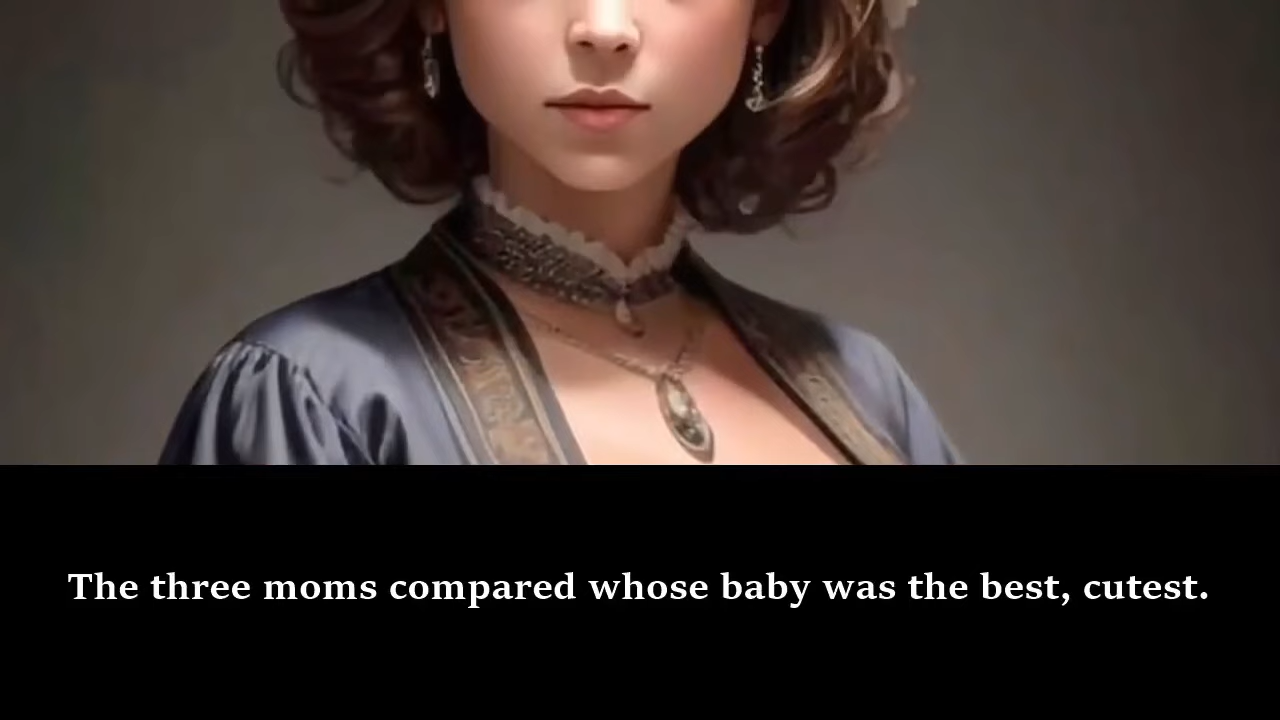 The three moms compared whose baby was the best, cutest.